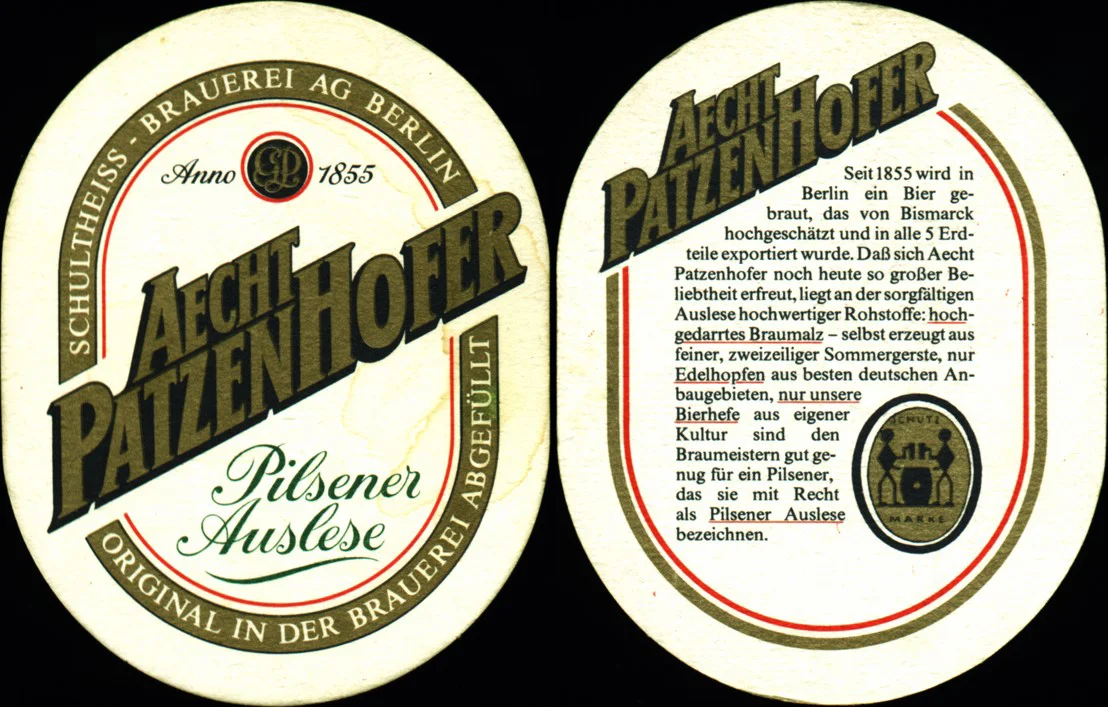 SCHULTHEISS - BRAUEREI AG BERLIN
Anno GP 1855
AECHT
PATZENHOFER
Pilsener
Auslese
ORIGINAL IN DER BRAUEREI ABGEFÜLLT
AECHT
PATZENHOFER
Seit 1855 wird in
Berlin ein Bier ge-
braut, das von Bismarck
hochgeschätzt und in alle 5 Erd-
teile exportiert wurde. Daß sich Aecht
Patzenhofer noch heute so großer Be-
liebtheit erfreut, liegt an der sorgfältigen
Auslese hochwertiger Rohstoffe: hoch-
gedarrtes Braumalz – selbst erzeugt aus
feiner, zweizeiliger Sommergerste, nur
Edelhopfen aus besten deutschen An-
baugebieten, nur unsere
Bierhefe aus eigener
Kultur sind den
Braumeistern gut ge-
nug für ein Pilsener,
das sie mit Recht
als Pilsener Auslese
bezeichnen.
SCHUTZ
MARKE